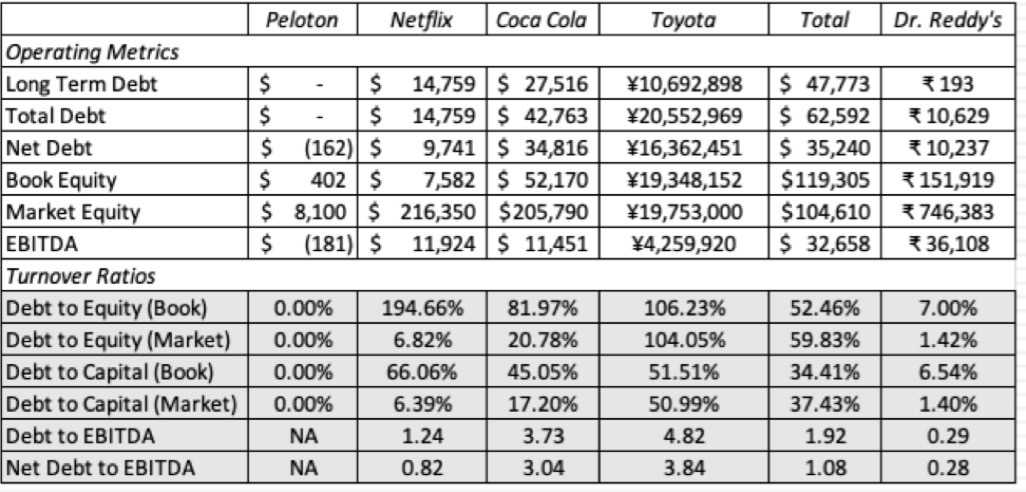 Peloton Netflix Coca Cola Toyota Total Dr. Reddy's
Operating Metrics
Long Term Debt $ - $ 14,759 $ 27,516 ¥10,692,898 $ 47,773 ₹ 193
Total Debt $ - $ 14,759 $ 42,763 ¥20,552,969 $ 62,592 ₹ 10,629
Net Debt $ (162) $ 9,741 $ 34,816 ¥16,362,451 $ 35,240 ₹ 10,237
Book Equity $ 402 $ 7,582 $ 52,170 ¥19,348,152 $119,305 ₹ 151,919
Market Equity $ 8,100 $ 216,350 $205,790 ¥19,753,000 $104,610 ₹ 746,383
EBITDA $ (181) $ 11,924 $ 11,451 ¥4,259,920 $ 32,658 ₹ 36,108
Turnover Ratios
Debt to Equity (Book) 0.00% 194.66% 81.97% 106.23% 52.46% 7.00%
Debt to Equity (Market) 0.00% 6.82% 20.78% 104.05% 59.83% 1.42%
Debt to Capital (Book) 0.00% 66.06% 45.05% 51.51% 34.41% 6.54%
Debt to Capital (Market) 0.00% 6.39% 17.20% 50.99% 37.43% 1.40%
Debt to EBITDA NA 1.24 3.73 4.82 1.92 0.29
Net Debt to EBITDA NA 0.82 3.04 3.84 1.08 0.28